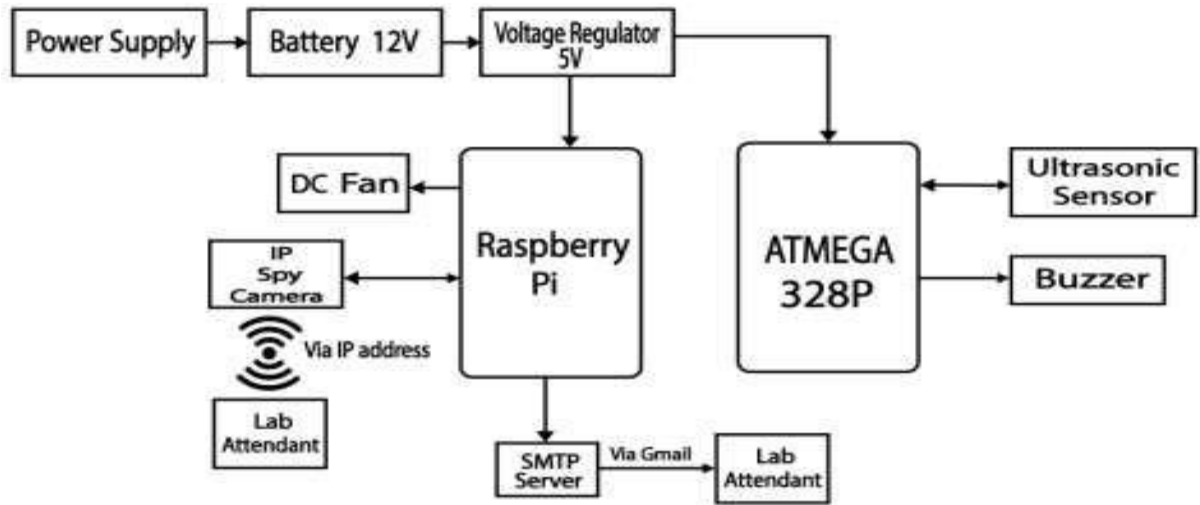 Power Supply
Battery 12V
Voltage Regulator
5V
DC Fan
IP
Spy
Camera
Via IP address
Lab
Attendant
Raspberry
Pi
ATMEGA
328P
Ultrasonic
Sensor
Buzzer
SMTP
Server
Via Gmail
Lab
Attendant